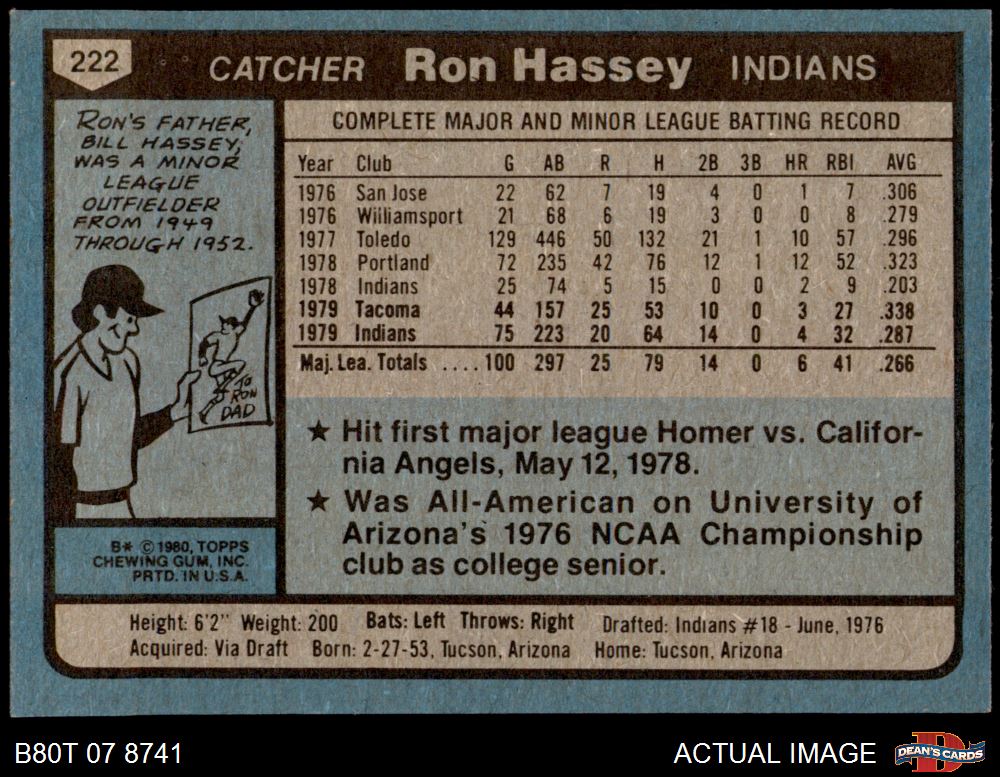 222 CATCHER Ron Hassey INDIANS
RON'S FATHER,
BILL HASSEY,
WAS A MINOR
LEAGUE
OUTFIELDER
FROM 1949
THROUGH 1952.
TO
RON
DAD
B* © 1980, TOPPS
CHEWING GUM, INC.
PRTD. IN U.S.A.
COMPLETE MAJOR AND MINOR LEAGUE BATTING RECORD
Year Club G AB R H 2B 3B HR RBI AVG
1976 San Jose 22 62 7 19 4 0 1 7 .306
1976 Williamsport 21 68 6 19 3 0 0 8 .279
1977 Toledo 129 446 50 132 21 1 10 57 .296
1978 Portland 72 235 42 76 12 1 12 52 .323
1978 Indians 25 74 5 15 0 0 2 9 .203
1979 Tacoma 44 157 25 53 10 0 3 27 .338
1979 Indians 75 223 20 64 14 0 4 32 .287
Maj. Lea. Totals .... 100 297 25 79 14 0 6 41 .266
★ Hit first major league Homer vs. Califor-
nia Angels, May 12, 1978.
★ Was All-American on University of
Arizona's 1976 NCAA Championship
club as college senior.
Height: 6'2" Weight: 200 Bats: Left Throws: Right Drafted: Indians #18 - June, 1976
Acquired: Via Draft Born: 2-27-53, Tucson, Arizona Home: Tucson, Arizona
B80T 07 8741 ACTUAL IMAGE D DEAN'S CARDS